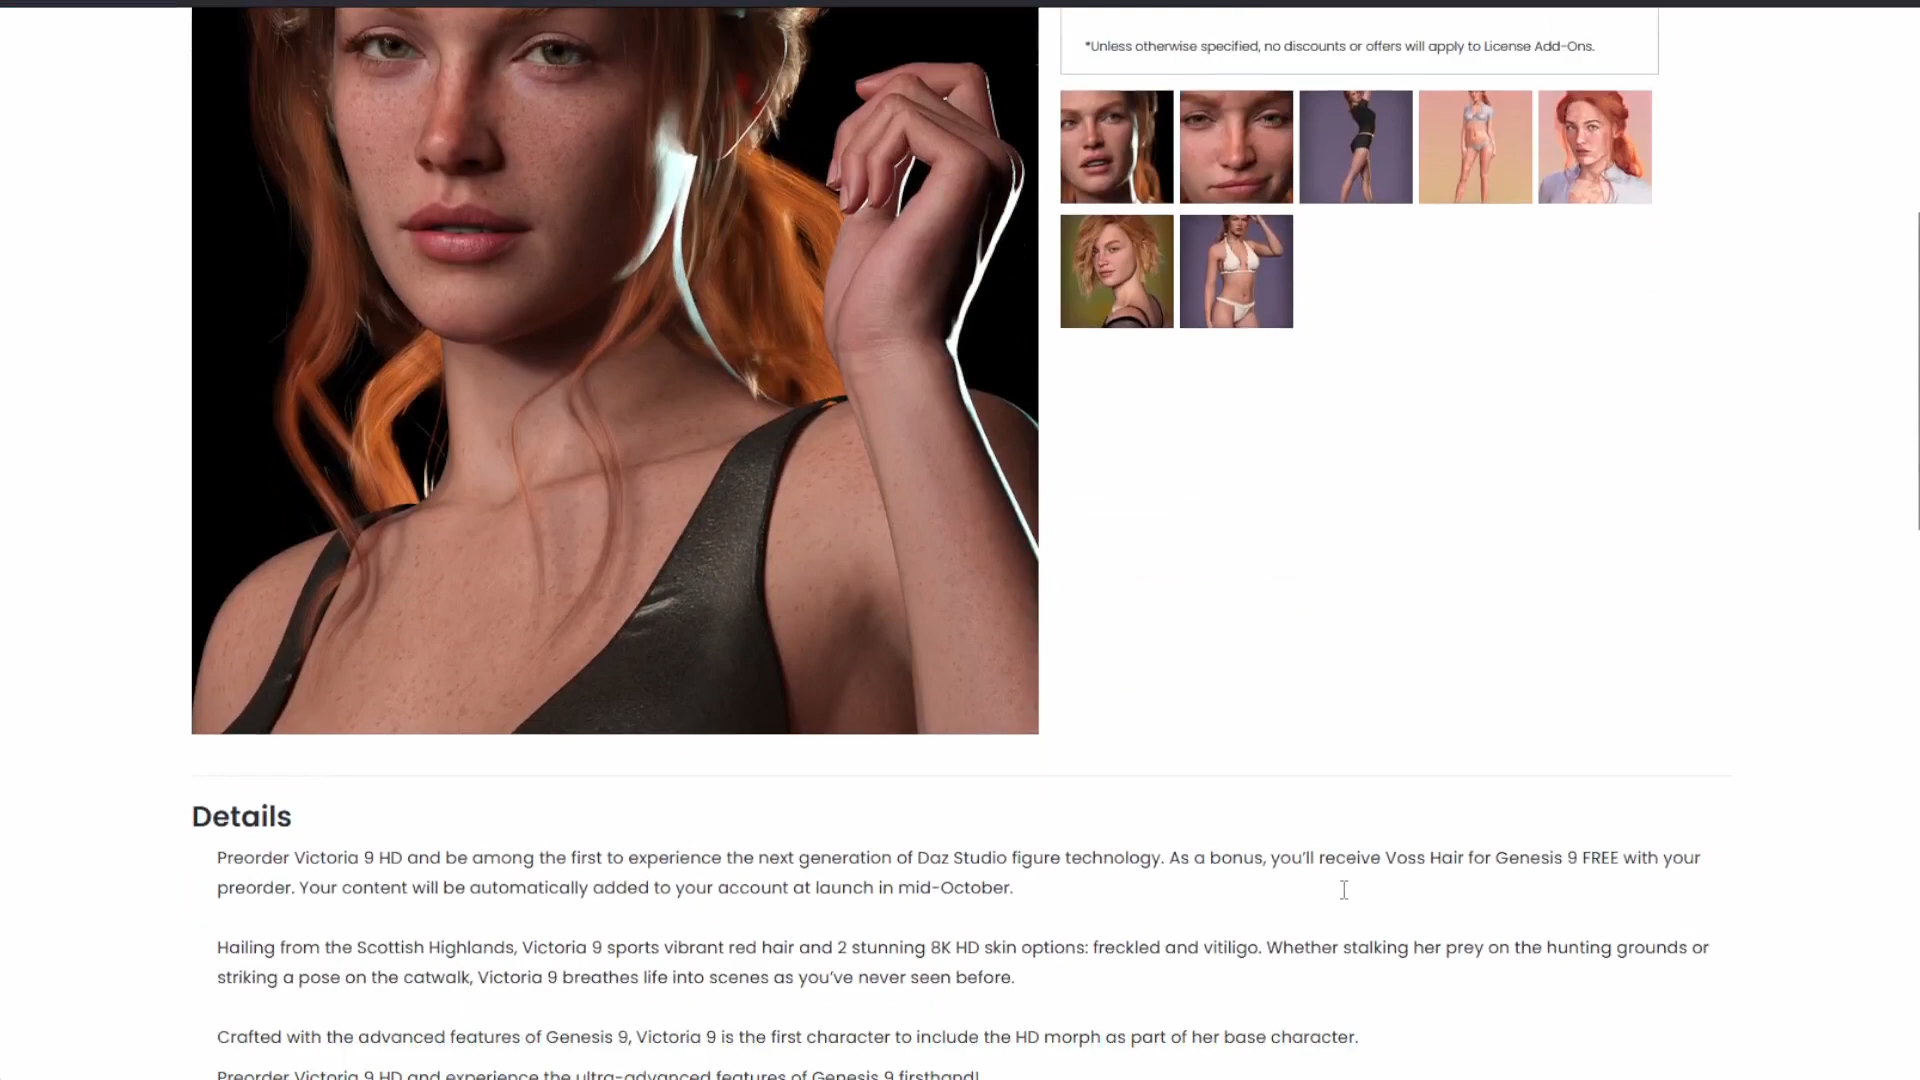 *Unless otherwise specified, no discounts or offers will apply to License Add-Ons.
Details
Preorder Victoria 9 HD and be among the first to experience the next generation of Daz Studio figure technology. As a bonus, you'll receive Voss Hair for Genesis 9 FREE with your
preorder. Your content will be automatically added to your account at launch in mid-October.
Hailing from the Scottish Highlands, Victoria 9 sports vibrant red hair and 2 stunning 8K HD skin options: freckled and vitiligo. Whether stalking her prey on the hunting grounds or
striking a pose on the catwalk, Victoria 9 breathes life into scenes as you've never seen before.
Crafted with the advanced features of Genesis 9, Victoria 9 is the first character to include the HD morph as part of her base character.
Preorder Victoria 9 HD and experience the ultra-advanced features of Genesis 9 firsthand!